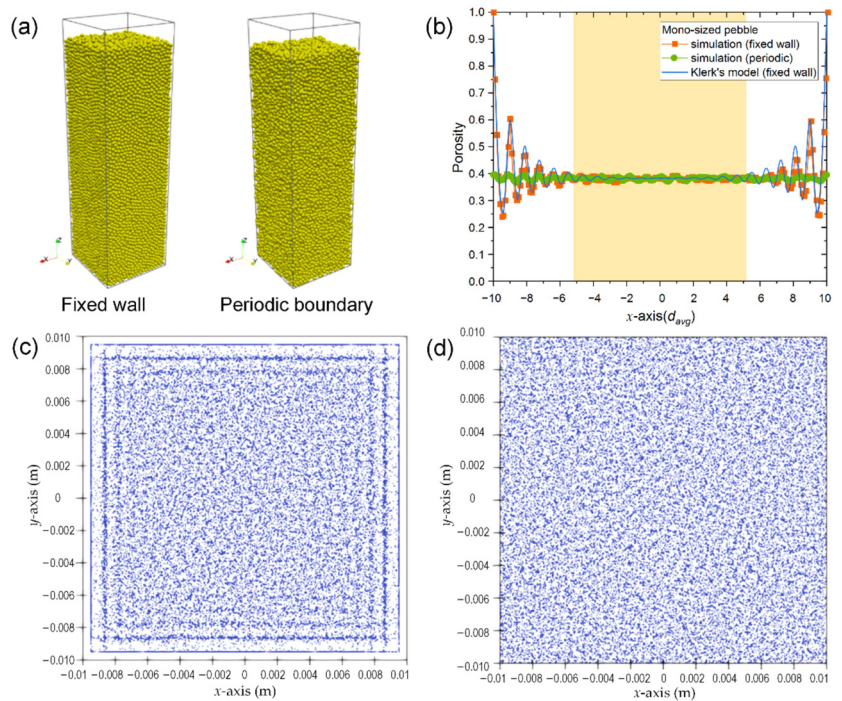 (a)
X
Y
Z
X
Y
Z
Fixed wall
Periodic boundary
(b)
Mono-sized pebble
simulation (fixed wall)
simulation (periodic)
Klerk's model (fixed wall)
Porosity
1.0
0.9
0.8
0.7
0.6
0.5
0.4
0.3
0.2
0.1
0.0
-10 -8 -6 -4 -2 0 2 4 6 8 10
x-axis(davg)
(c)
y-axis (m)
0.010
0.008
0.006
0.004
0.002
0
−0.002
−0.004
−0.006
−0.008
−0.010
−0.01 −0.008 −0.006 −0.004 −0.002 0 0.002 0.004 0.006 0.008 0.01
x-axis (m)
(d)
y-axis (m)
0.010
0.008
0.006
0.004
0.002
0
−0.002
−0.004
−0.006
−0.008
−0.010
−0.01 −0.008 −0.006 −0.004 −0.002 0 0.002 0.004 0.006 0.008 0.01
x-axis (m)